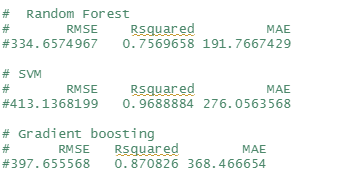 #  Random Forest
#       RMSE    Rsquared         MAE
#334.6574967   0.7569658 191.7667429
# SVM
#       RMSE    Rsquared         MAE
#413.1368199   0.9688884 276.0563568
# Gradient boosting
#      RMSE   Rsquared        MAE
#397.655568   0.870826 368.466654